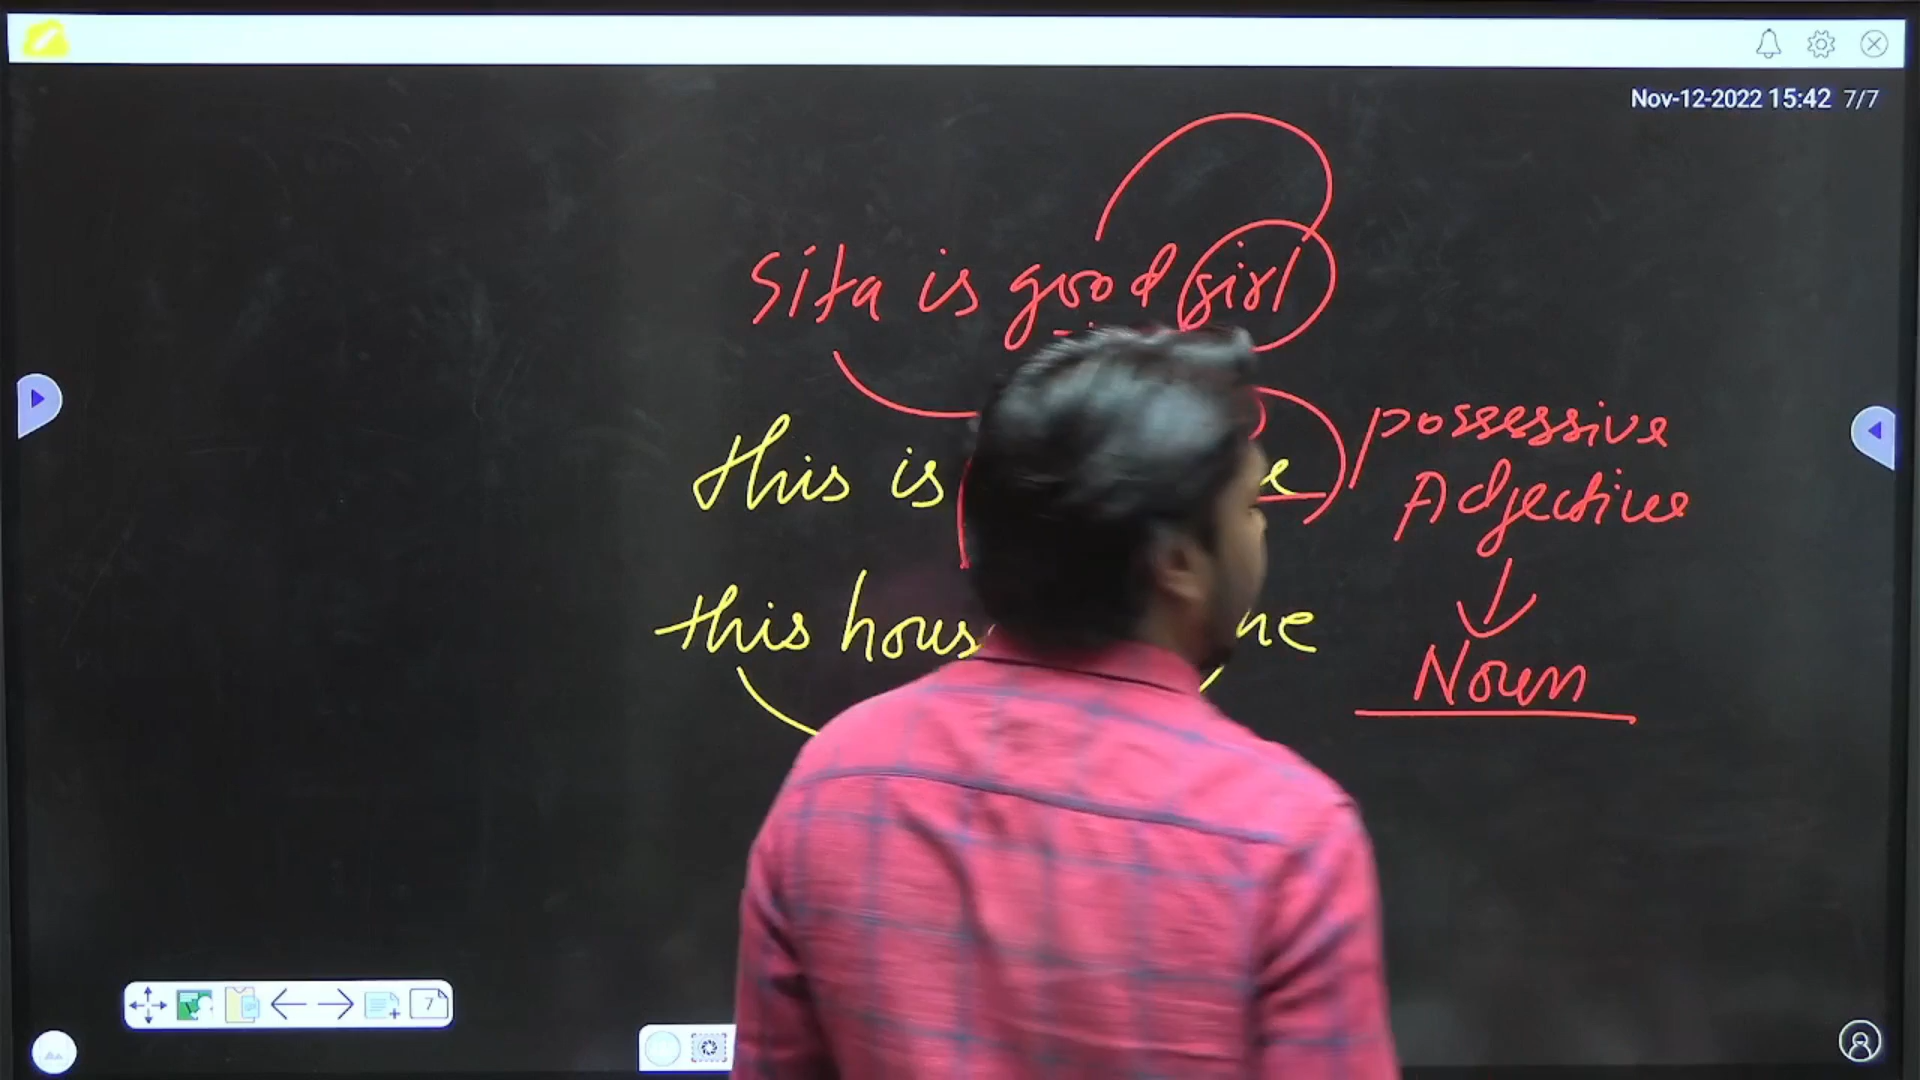 Nov-12-2022 15:42 7/7
Sita is good girl
this is
possessive
Adjective
this hous
ne
Noun
7